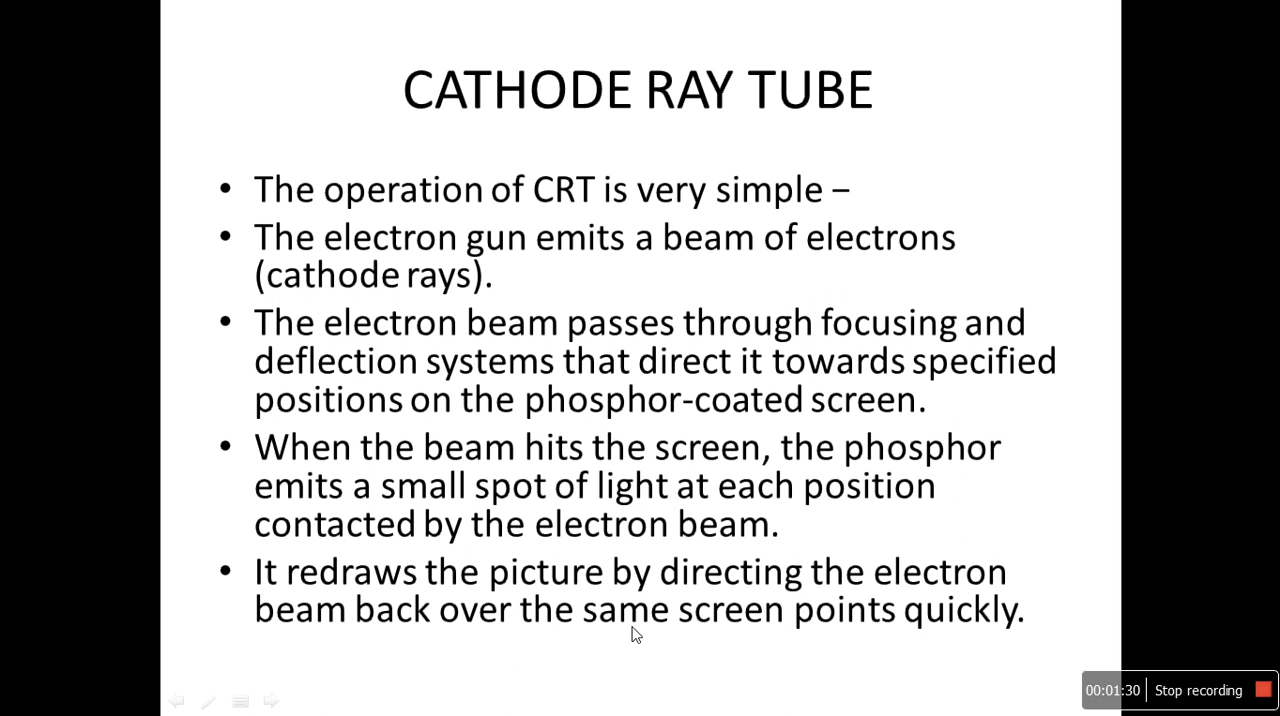 CATHODE RAY TUBE
• The operation of CRT is very simple −
• The electron gun emits a beam of electrons
(cathode rays).
• The electron beam passes through focusing and
deflection systems that direct it towards specified
positions on the phosphor-coated screen.
• When the beam hits the screen, the phosphor
emits a small spot of light at each position
contacted by the electron beam.
• It redraws the picture by directing the electron
beam back over the same screen points quickly.
00:01:30 Stop recording